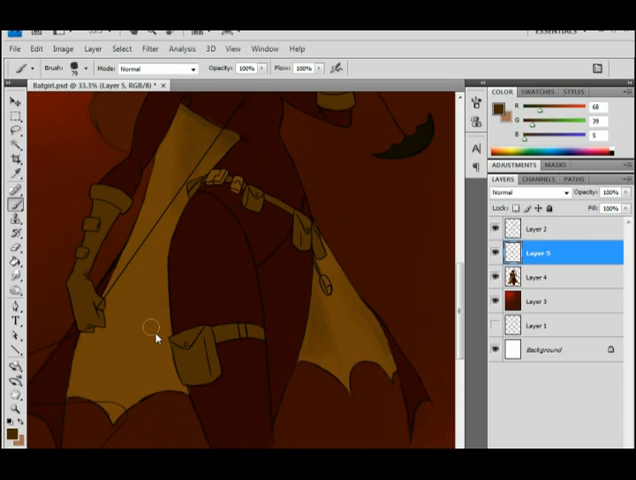 ESSENTIALS
File Edit Image Layer Select Filter Analysis 3D View Window Help
Brush: 79 Mode: Normal Opacity: 100% Flow: 100%
Batgirl.psd @ 33.3% (Layer 5, RGB/8) *
COLOR SWATCHES STYLES
R 68
G 39
B 5
ADJUSTMENTS MASKS
LAYERS CHANNELS PATHS
Normal Opacity: 100%
Lock: Fill: 100%
Layer 2
Layer 5
Layer 4
Layer 3
Layer 1
Background